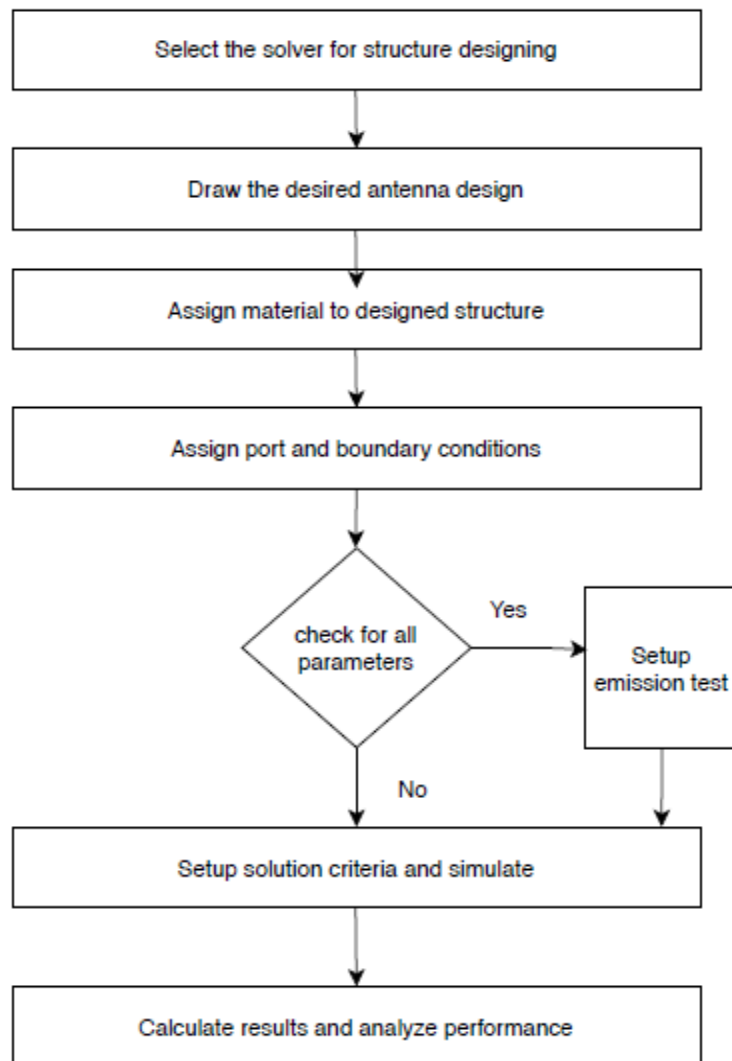 Select the solver for structure designing
Draw the desired antenna design
Assign material to designed structure
Assign port and boundary conditions
check for all
parameters
Yes
Setup
emission test
No
Setup solution criteria and simulate
Calculate results and analyze performance